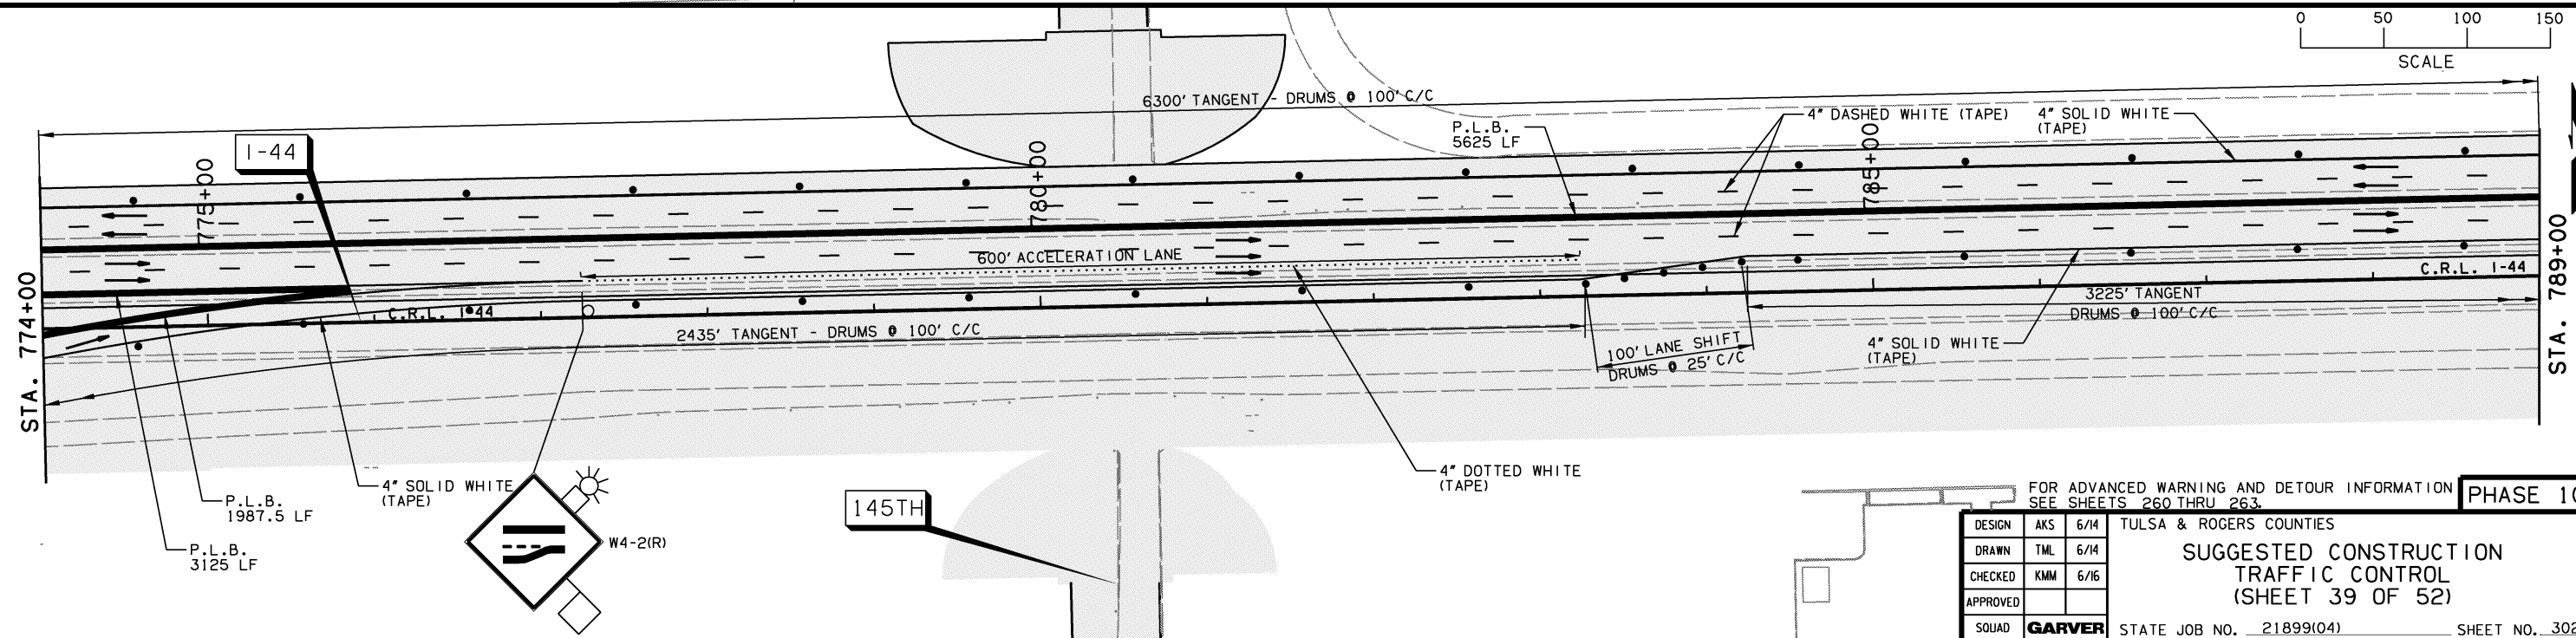 0 50 100 150
SCALE
6300' TANGENT - DRUMS @ 100' C/C
I-44
P.L.B.
5625 LF
4" DASHED WHITE (TAPE)
4" SOLID WHITE
(TAPE)
775+00
780+00
785+00
600' ACCELERATION LANE
STA. 774+00
STA. 789+00
C.R.L. I-44
C.R.L. I-44
2435' TANGENT - DRUMS @ 100' C/C
100' LANE SHIFT
DRUMS @ 25' C/C
3225' TANGENT
DRUMS @ 100' C/C
4" SOLID WHITE
(TAPE)
4" DOTTED WHITE
(TAPE)
4" SOLID WHITE
(TAPE)
P.L.B.
1987.5 LF
P.L.B.
3125 LF
W4-2(R)
145TH
FOR ADVANCED WARNING AND DETOUR INFORMATION
SEE SHEETS 260 THRU 263.
PHASE 1
DESIGN AKS 6/14
DRAWN TML 6/14
CHECKED KMM 6/16
APPROVED
SQUAD GARVER
TULSA & ROGERS COUNTIES
SUGGESTED CONSTRUCTION
TRAFFIC CONTROL
(SHEET 39 OF 52)
STATE JOB NO. 21899(04) SHEET NO. 302